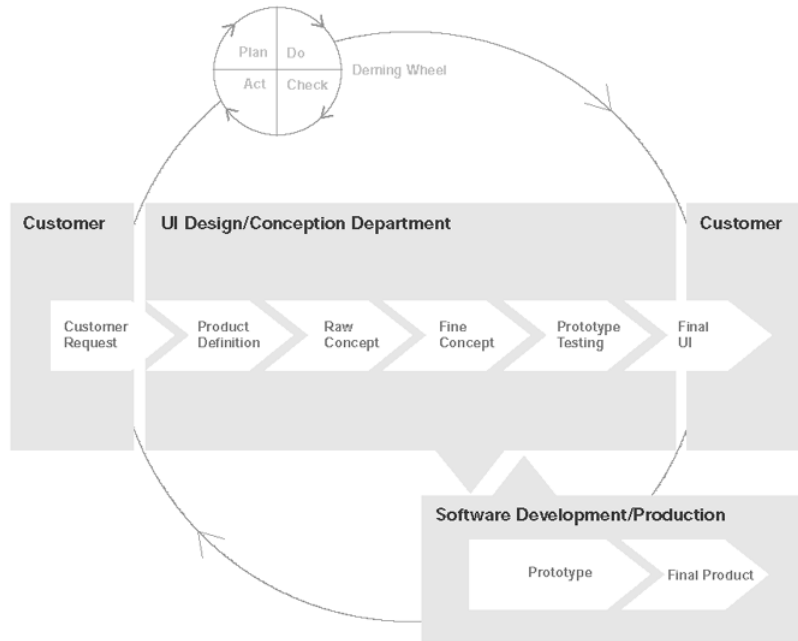 Plan Do
Act Check
Derning Wheel
Customer
UI Design/Conception Department
Customer
Customer
Request
Product
Definition
Raw
Concept
Fine
Concept
Prototype
Testing
Final
UI
Software Development/Production
Prototype
Final Product